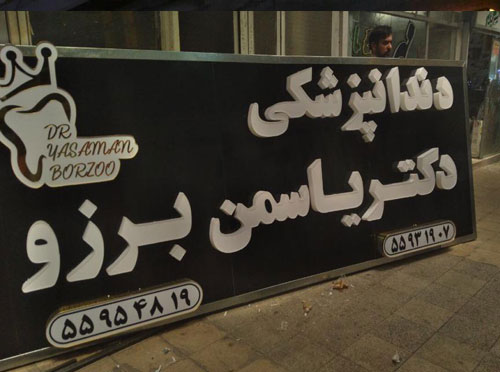 دندانپزشکی
دکتر یاسمن برزو
DR
YASAMAN
BORZOO
۵۵۹۳۱۹۰۷
۵۵۹۵۴۸۱۹